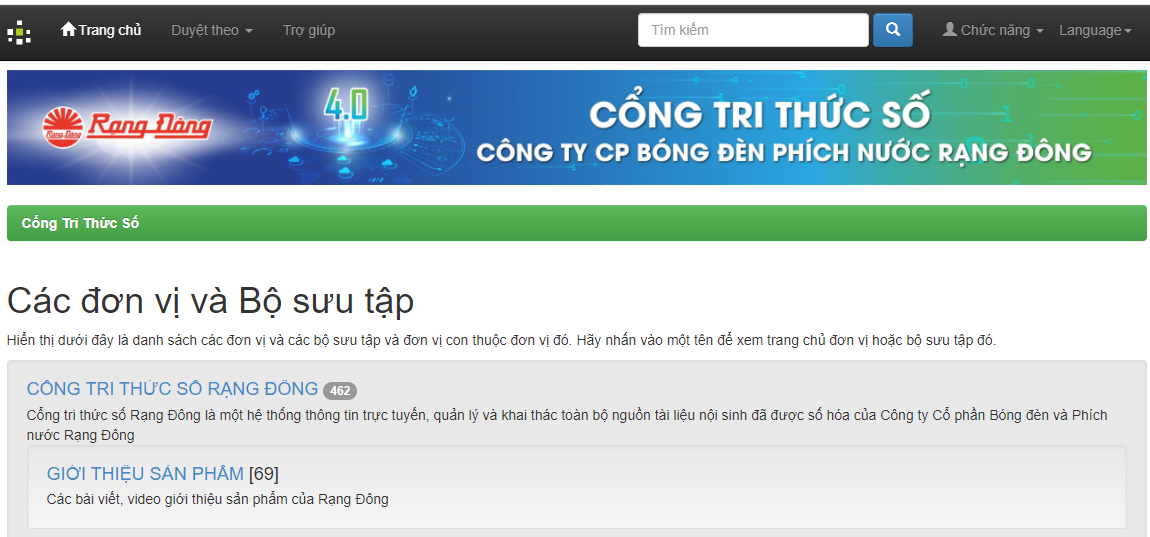 Trang chủ Duyệt theo Trợ giúp Tìm kiếm Chức năng Language
Rạng Đông
Rạng Đông
4.0
CỔNG TRI THỨC SỐ
CÔNG TY CP BÓNG ĐÈN PHÍCH NƯỚC RẠNG ĐÔNG
Cổng Tri Thức Số
Các đơn vị và Bộ sưu tập
Hiển thị dưới đây là danh sách các đơn vị và các bộ sưu tập và đơn vị con thuộc đơn vị đó. Hãy nhấn vào một tên để xem trang chủ đơn vị hoặc bộ sưu tập đó.
CỔNG TRI THỨC SỐ RẠNG ĐÔNG 462
Cổng tri thức số Rạng Đông là một hệ thống thông tin trực tuyến, quản lý và khai thác toàn bộ nguồn tài liệu nội sinh đã được số hóa của Công ty Cổ phần Bóng đèn và Phích
nước Rạng Đông
GIỚI THIỆU SẢN PHẨM [69]
Các bài viết, video giới thiệu sản phẩm của Rạng Đông